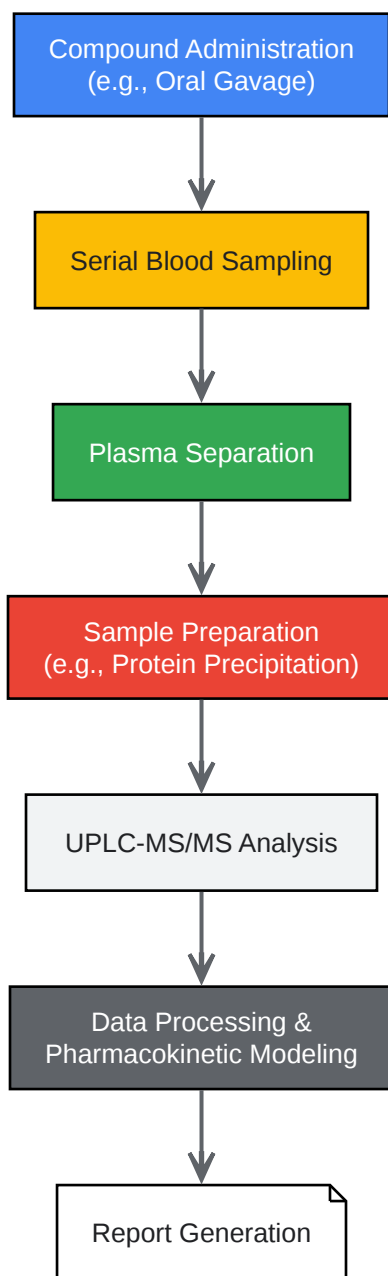 Compound Administration
(e.g., Oral Gavage)
Serial Blood Sampling
Plasma Separation
Sample Preparation
(e.g., Protein Precipitation)
UPLC-MS/MS Analysis
Data Processing &
Pharmacokinetic Modeling
Report Generation